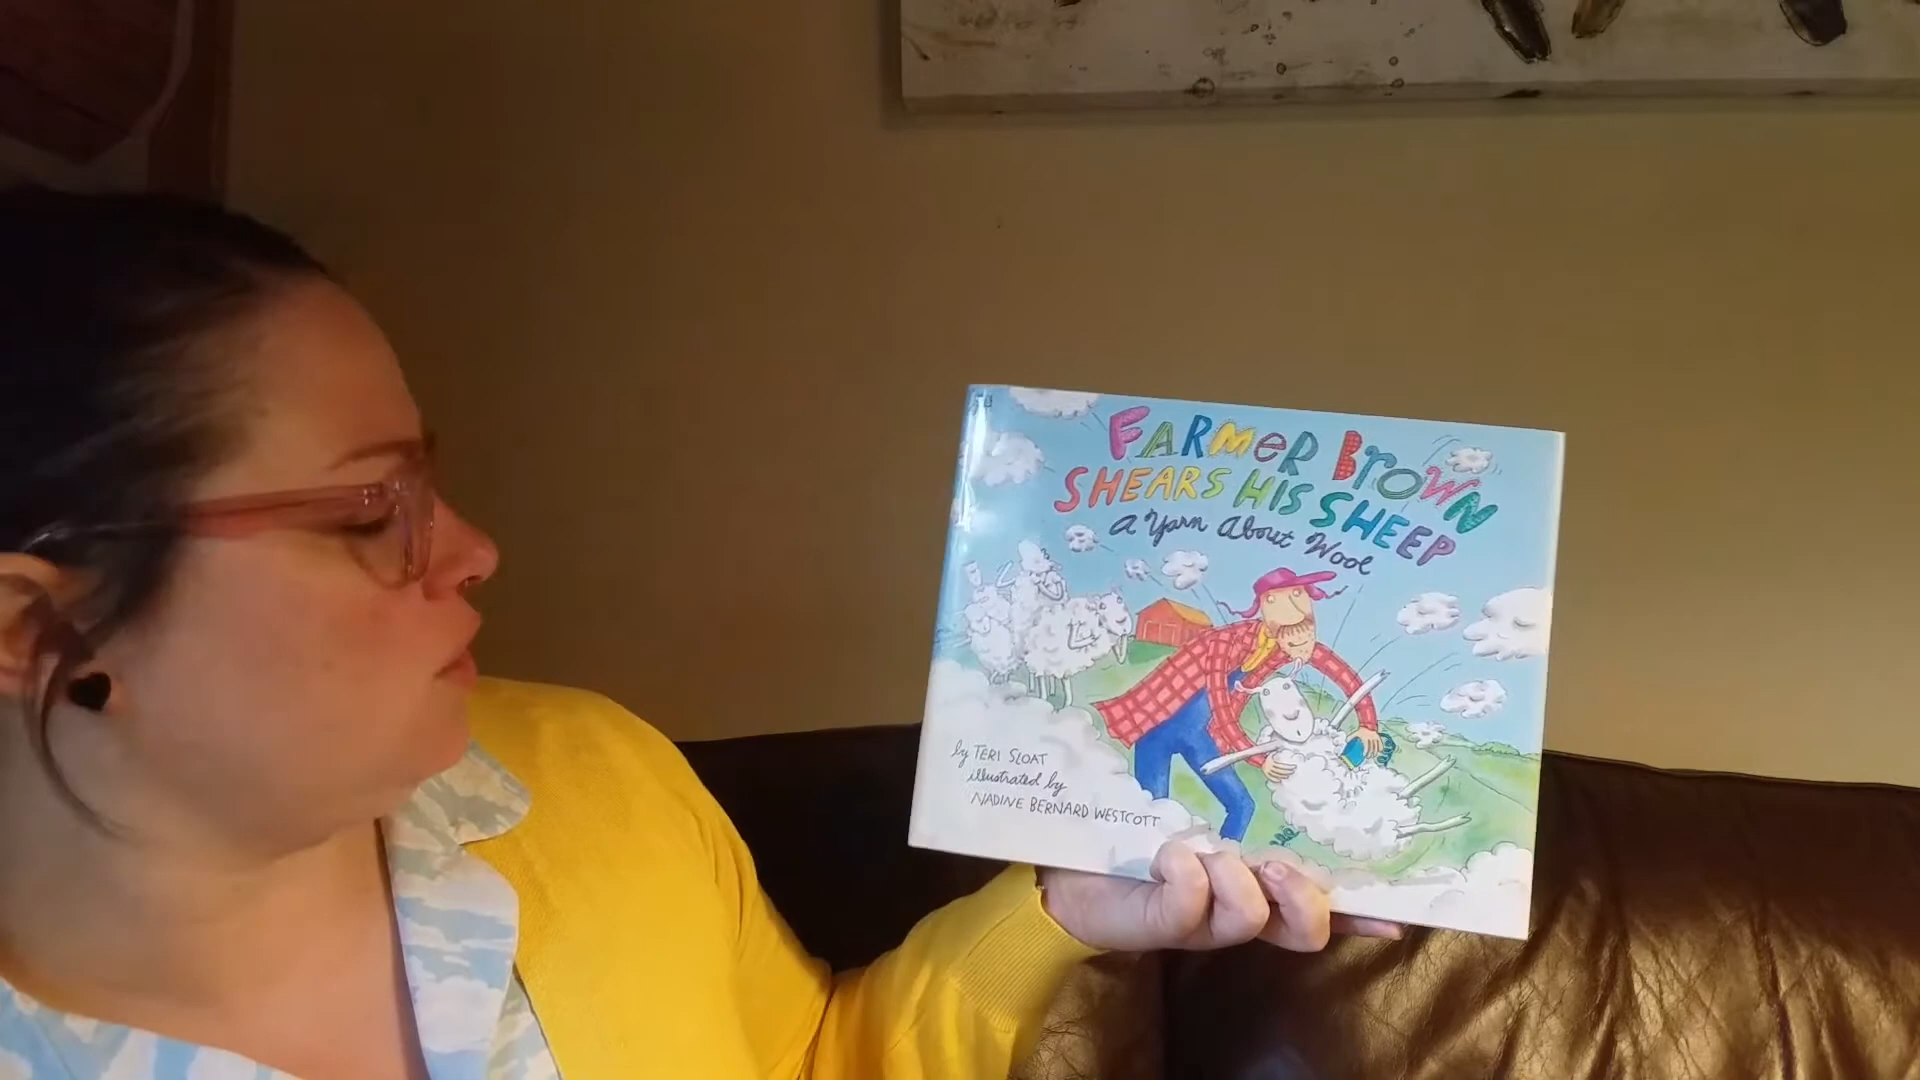 FARMER BROWN
SHEARS HIS SHEEP
A Yarn About Wool
by TERI SLOAT
illustrated by
NADINE BERNARD WESTCOTT